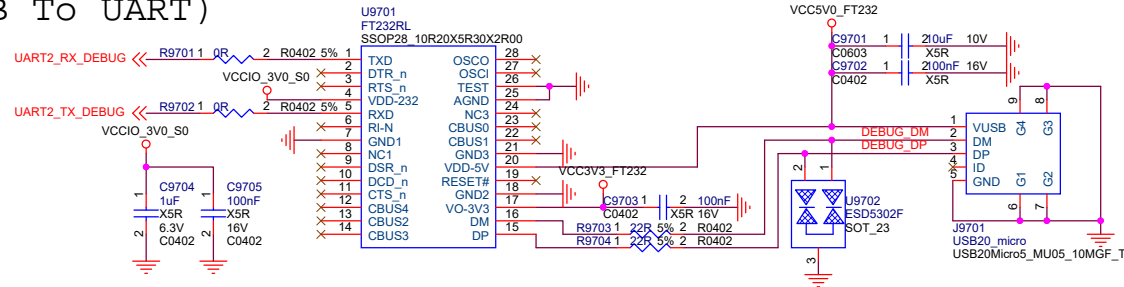 B To UART)
U9701
FT232RL
SSOP28_10R20X5R30X2R00
UART2_RX_DEBUG
R9701 1 0R 2 R0402 5%
VCCIO_3V0_S0
UART2_TX_DEBUG
R9702 1 0R 2 R0402 5%
VCCIO_3V0_S0
1 TXD
2 DTR_n
3 RTS_n
4 VDD-232
5 RXD
6 RI-N
7 GND1
8 NC1
9 DSR_n
10 DCD_n
11 CTS_n
12 CBUS4
13 CBUS2
14 CBUS3
OSCO 28
OSCI 27
TEST 26
AGND 25
NC3 24
CBUS0 23
CBUS1 22
GND3 21
VDD-5V 20
RESET# 19
GND2 18
VO-3V3 17
DM 16
DP 15
1
2
C9704
1uF
X5R
6.3V
C0402
1
2
C9705
100nF
X5R
16V
C0402
VCC5V0_FT232
C9701 1 2 10uF 10V
C0603 X5R
C9702 1 2 100nF 16V
C0402 X5R
VCC3V3_FT232
C9703 1 2 100nF
C0402 X5R 16V
R9703 1 22R 5% 2 R0402
R9704 1 22R 5% 2 R0402
DEBUG_DM
DEBUG_DP
2
1
3
U9702
ESD5302F
SOT_23
9
8
G4
G3
1 VUSB
2 DM
3 DP
4 ID
5 GND
G1
G2
6
7
J9701
USB20_micro
USB20Micro5_MU05_10MGF_T